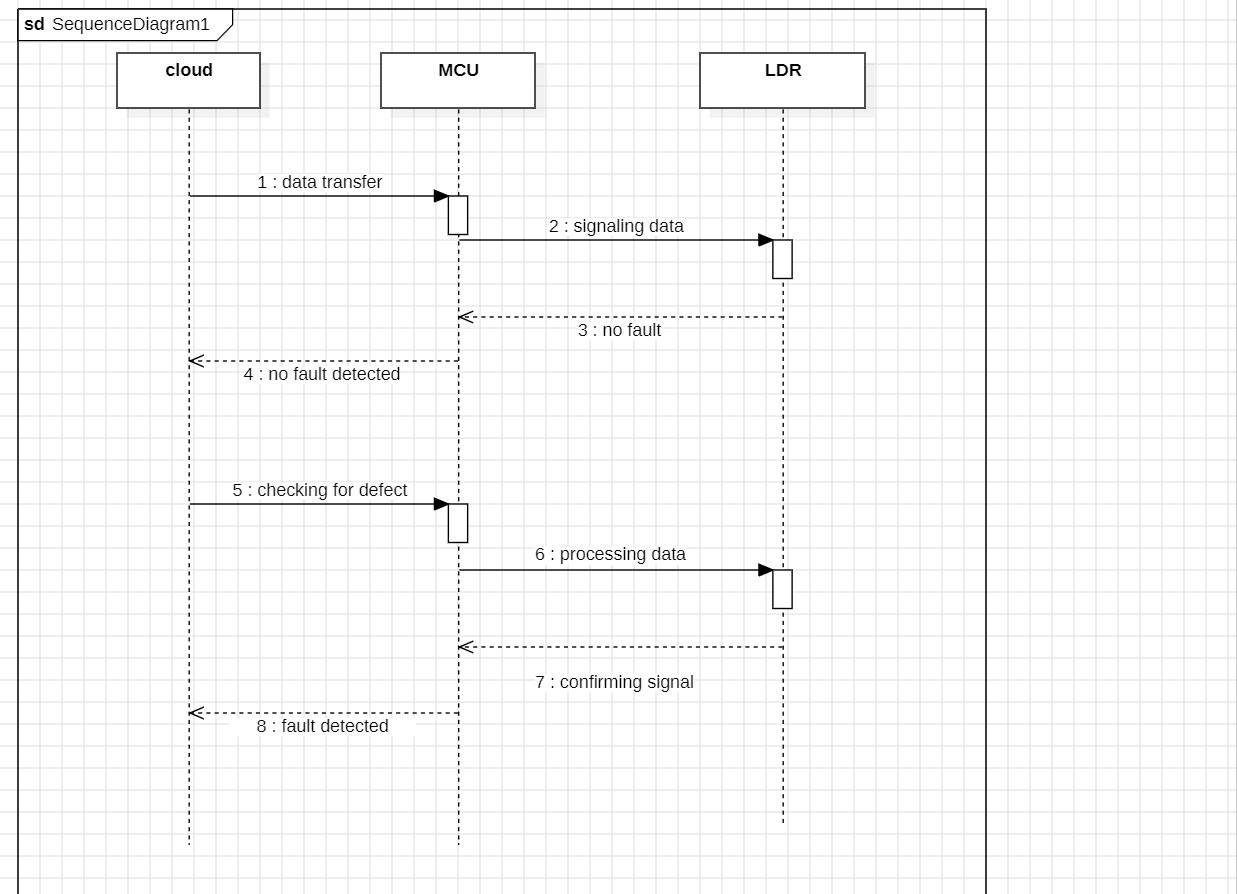 sd SequenceDiagram1
cloud
MCU
LDR
1 : data transfer
2 : signaling data
3 : no fault
4 : no fault detected
5 : checking for defect
6 : processing data
7 : confirming signal
8 : fault detected